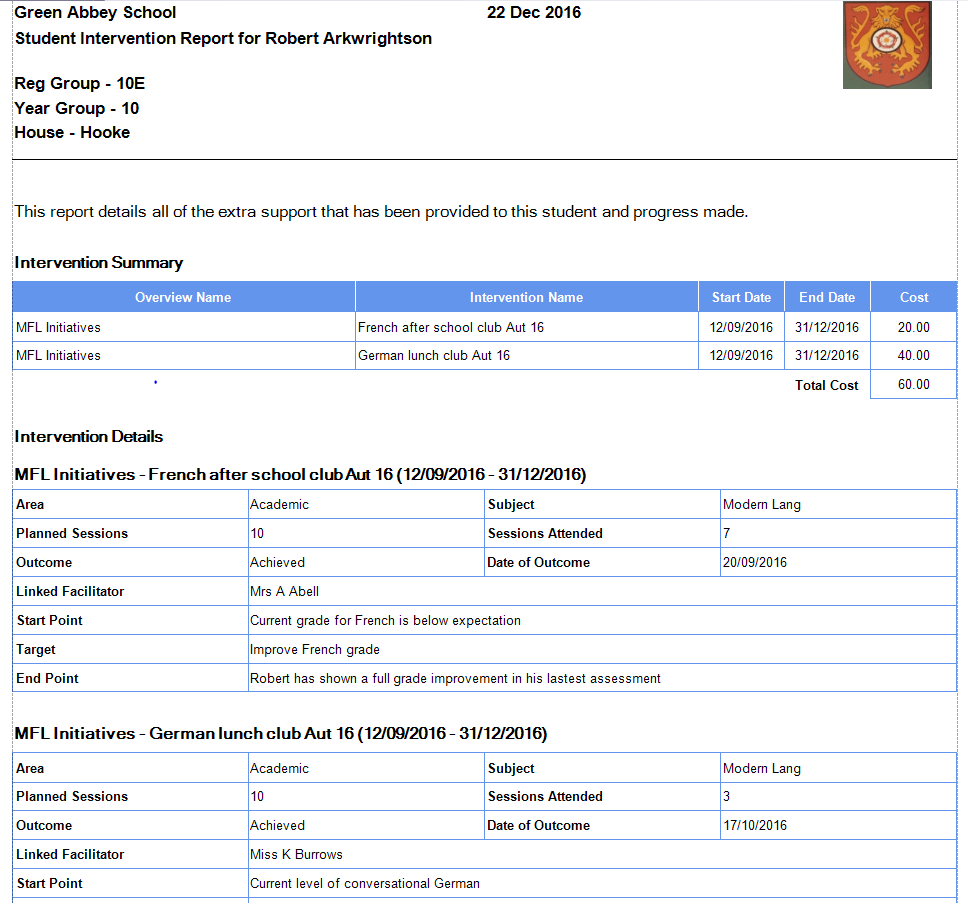 Green Abbey School 22 Dec 2016
Student Intervention Report for Robert Arkwrightson
Reg Group - 10E
Year Group - 10
House - Hooke
This report details all of the extra support that has been provided to this student and progress made.
Intervention Summary
Overview Name Intervention Name Start Date End Date Cost
MFL Initiatives French after school club Aut 16 12/09/2016 31/12/2016 20.00
MFL Initiatives German lunch club Aut 16 12/09/2016 31/12/2016 40.00
Total Cost 60.00
Intervention Details
MFL Initiatives - French after school club Aut 16 (12/09/2016 - 31/12/2016)
Area Academic Subject Modern Lang
Planned Sessions 10 Sessions Attended 7
Outcome Achieved Date of Outcome 20/09/2016
Linked Facilitator Mrs A Abell
Start Point Current grade for French is below expectation
Target Improve French grade
End Point Robert has shown a full grade improvement in his lastest assessment
MFL Initiatives - German lunch club Aut 16 (12/09/2016 - 31/12/2016)
Area Academic Subject Modern Lang
Planned Sessions 10 Sessions Attended 3
Outcome Achieved Date of Outcome 17/10/2016
Linked Facilitator Miss K Burrows
Start Point Current level of conversational German